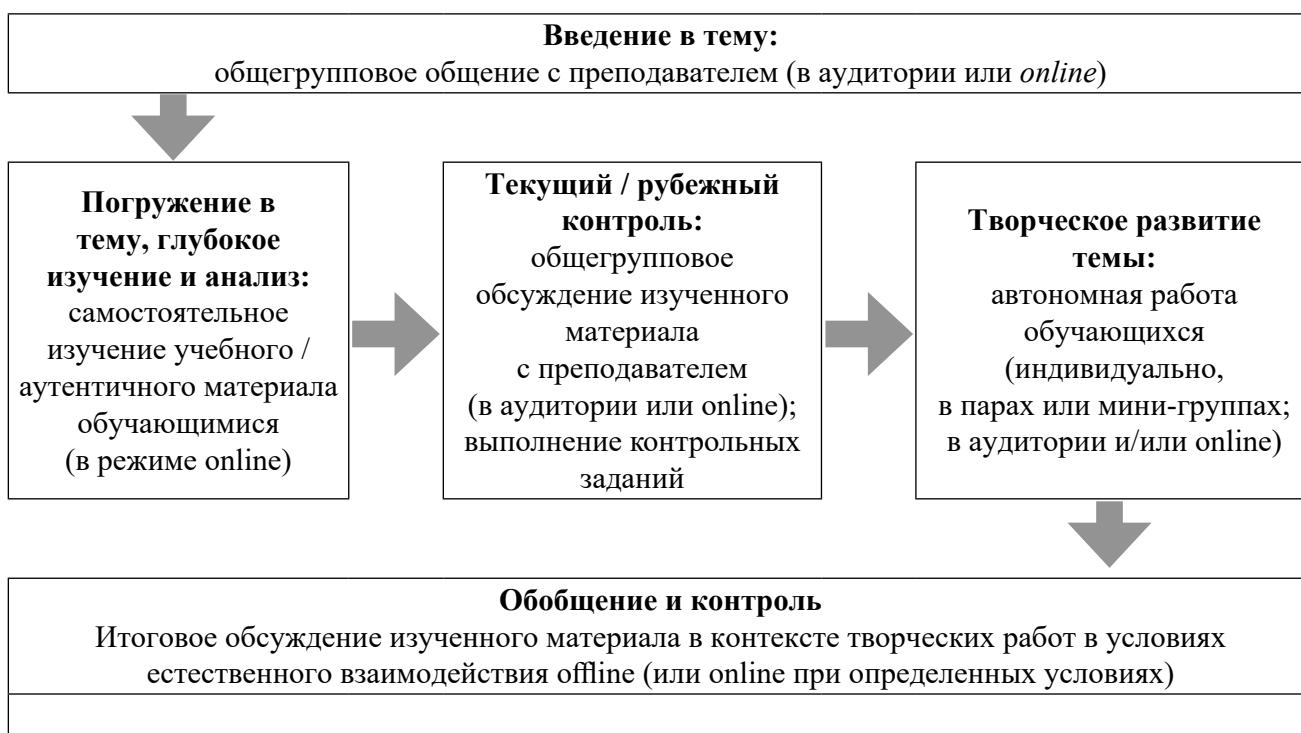 Введение в тему:
общегрупповое общение с преподавателем (в аудитории или online)
Погружение в
тему, глубокое
изучение и анализ:
самостоятельное
изучение учебного /
аутентичного материала
обучающимися
(в режиме online)
Текущий / рубежный
контроль:
общегрупповое
обсуждение изученного
материала
с преподавателем
(в аудитории или online);
выполнение контрольных
заданий
Творческое развитие
темы:
автономная работа
обучающихся
(индивидуально,
в парах или мини-группах;
в аудитории и/или online)
Обобщение и контроль
Итоговое обсуждение изученного материала в контексте творческих работ в условиях
естественного взаимодействия offline (или online при определенных условиях)